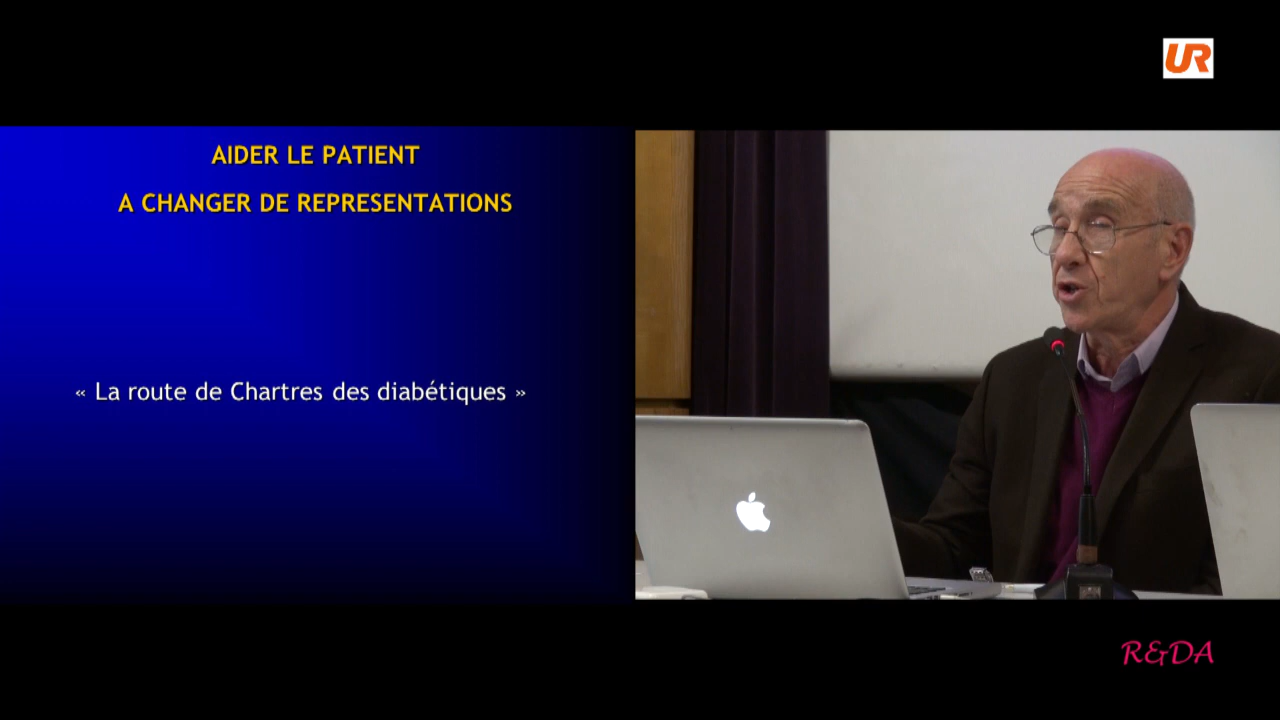 UR
AIDER LE PATIENT
A CHANGER DE REPRESENTATIONS
« La route de Chartres des diabétiques »
R&DA